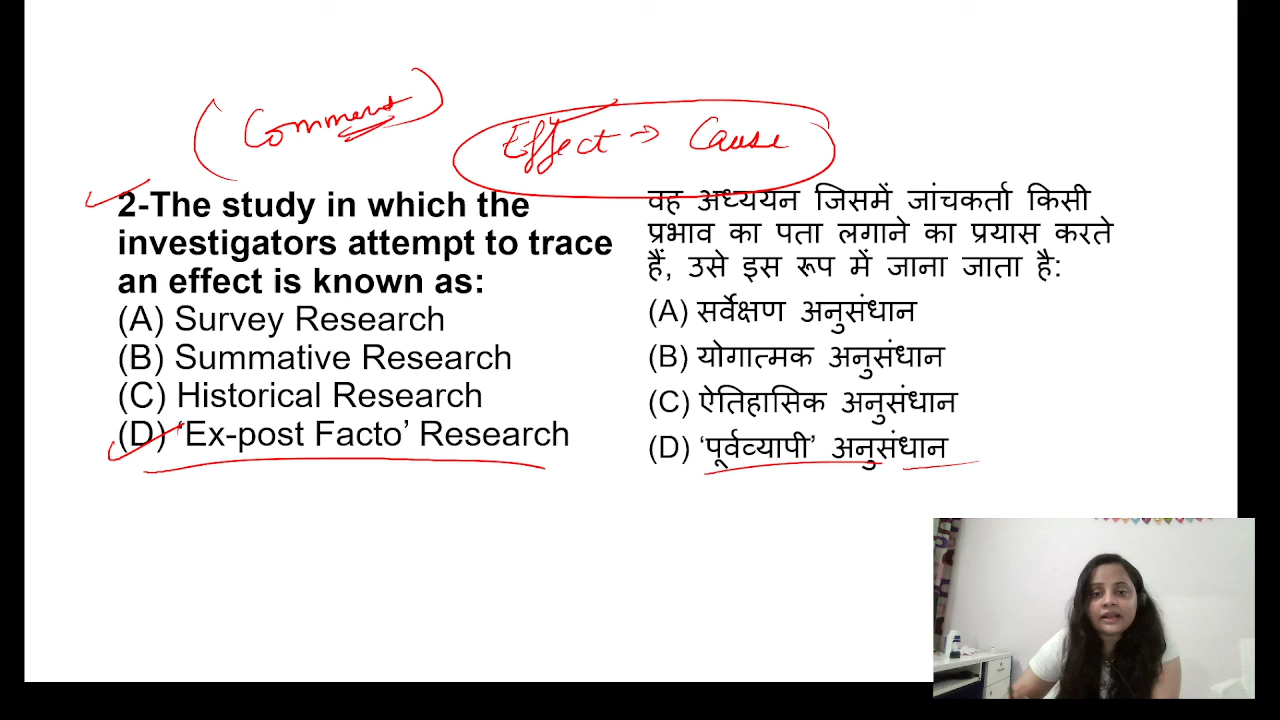 (Comment)
Effect → Cause
2-The study in which the
investigators attempt to trace
an effect is known as:
(A) Survey Research
(B) Summative Research
(C) Historical Research
(D) ‘Ex-post Facto’ Research
वह अध्ययन जिसमें जांचकर्ता किसी
प्रभाव का पता लगाने का प्रयास करते
हैं, उसे इस रूप में जाना जाता है:
(A) सर्वेक्षण अनुसंधान
(B) योगात्मक अनुसंधान
(C) ऐतिहासिक अनुसंधान
(D) ‘पूर्वव्यापी’ अनुसंधान